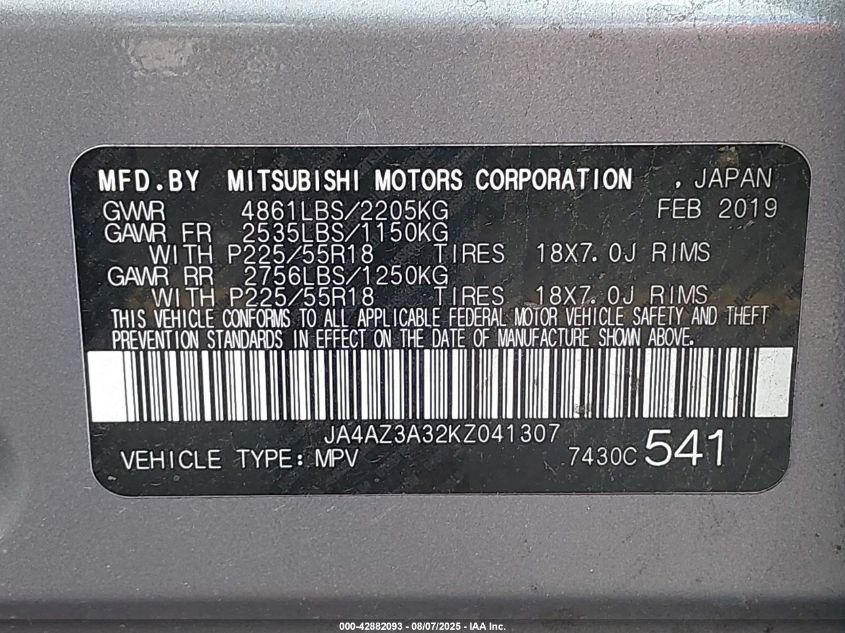 MFD.BY MITSUBISHI MOTORS CORPORATION , JAPAN
GVWR 4861LBS/2205KG FEB 2019
GAWR FR 2535LBS/1150KG
WITH P225/55R18 TIRES 18X7.0J RIMS
GAWR RR 2756LBS/1250KG
WITH P225/55R18 TIRES 18X7.0J RIMS
THIS VEHICLE CONFORMS TO ALL APPLICABLE FEDERAL MOTOR VEHICLE SAFETY AND THEFT
PREVENTION STANDARDS IN EFFECT ON THE DATE OF MANUFACTURE SHOWN ABOVE.
JA4AZ3A32KZ041307
VEHICLE TYPE: MPV 7430C 541
000-42882093 - 08/07/2025 - IAA Inc.